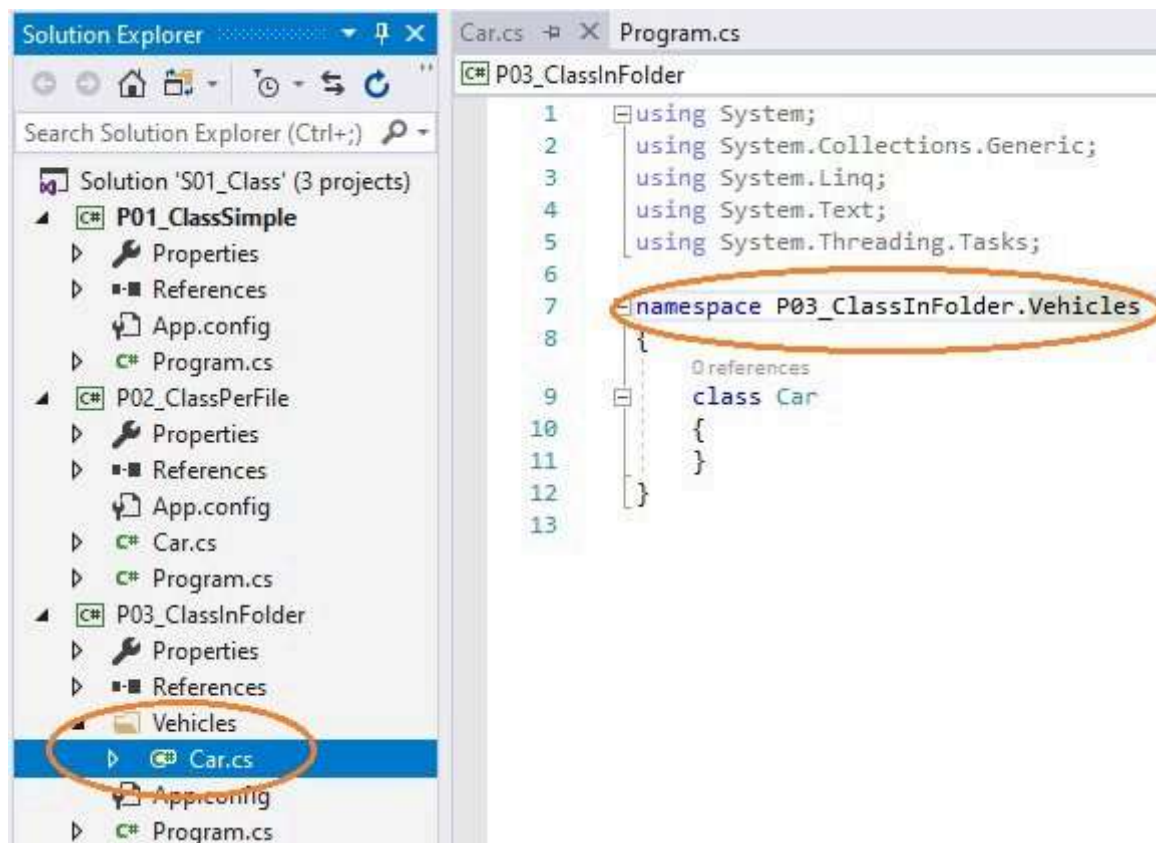 Solution Explorer
Search Solution Explorer (Ctrl+;)
Solution 'S01_Class' (3 projects)
C# P01_ClassSimple
Properties
References
App.config
C# Program.cs
C# P02_ClassPerFile
Properties
References
App.config
C# Car.cs
C# Program.cs
C# P03_ClassInFolder
Properties
References
Vehicles
C# Car.cs
App.config
C# Program.cs
Car.cs Program.cs
C# P03_ClassInFolder
1 using System;
2 using System.Collections.Generic;
3 using System.Linq;
4 using System.Text;
5 using System.Threading.Tasks;
6
7 namespace P03_ClassInFolder.Vehicles
8 {
0 references
9 class Car
10 {
11 }
12 }
13